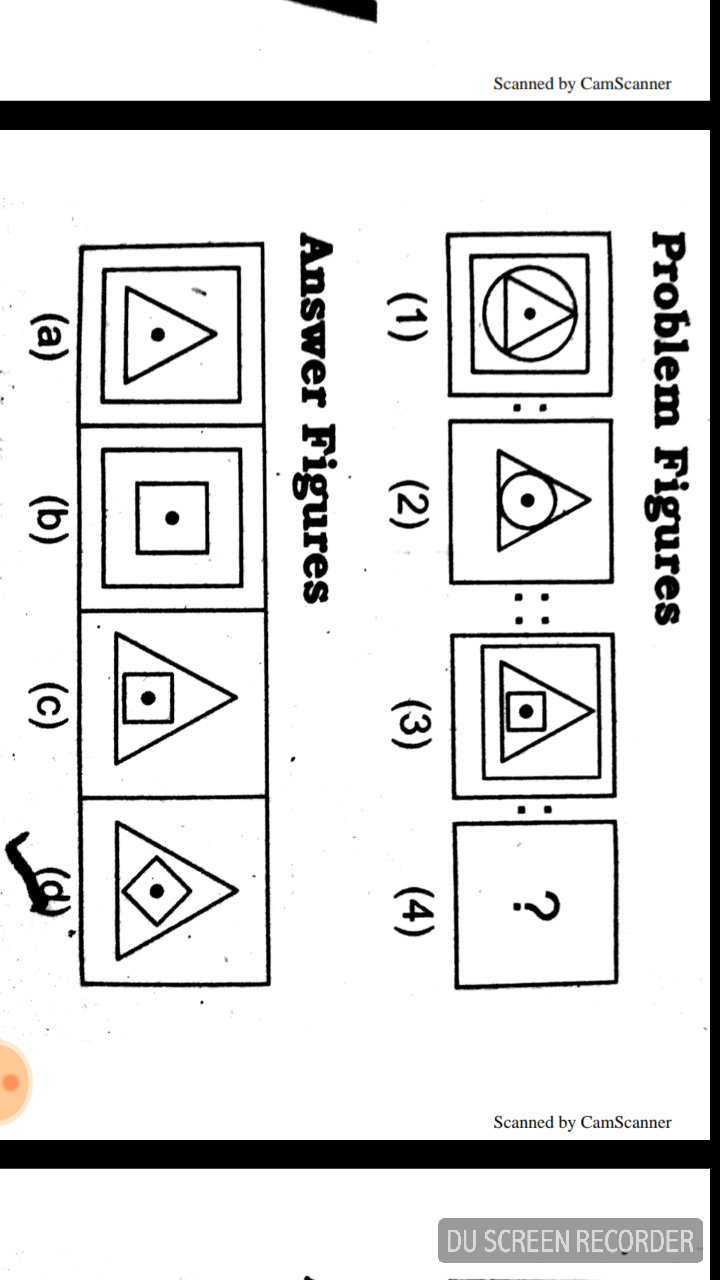 Scanned by CamScanner
Problem Figures
?
(1)
(2)
(3)
(4)
Answer Figures
(a)
(b)
(c)
(d)
Scanned by CamScanner
DU SCREEN RECORDER